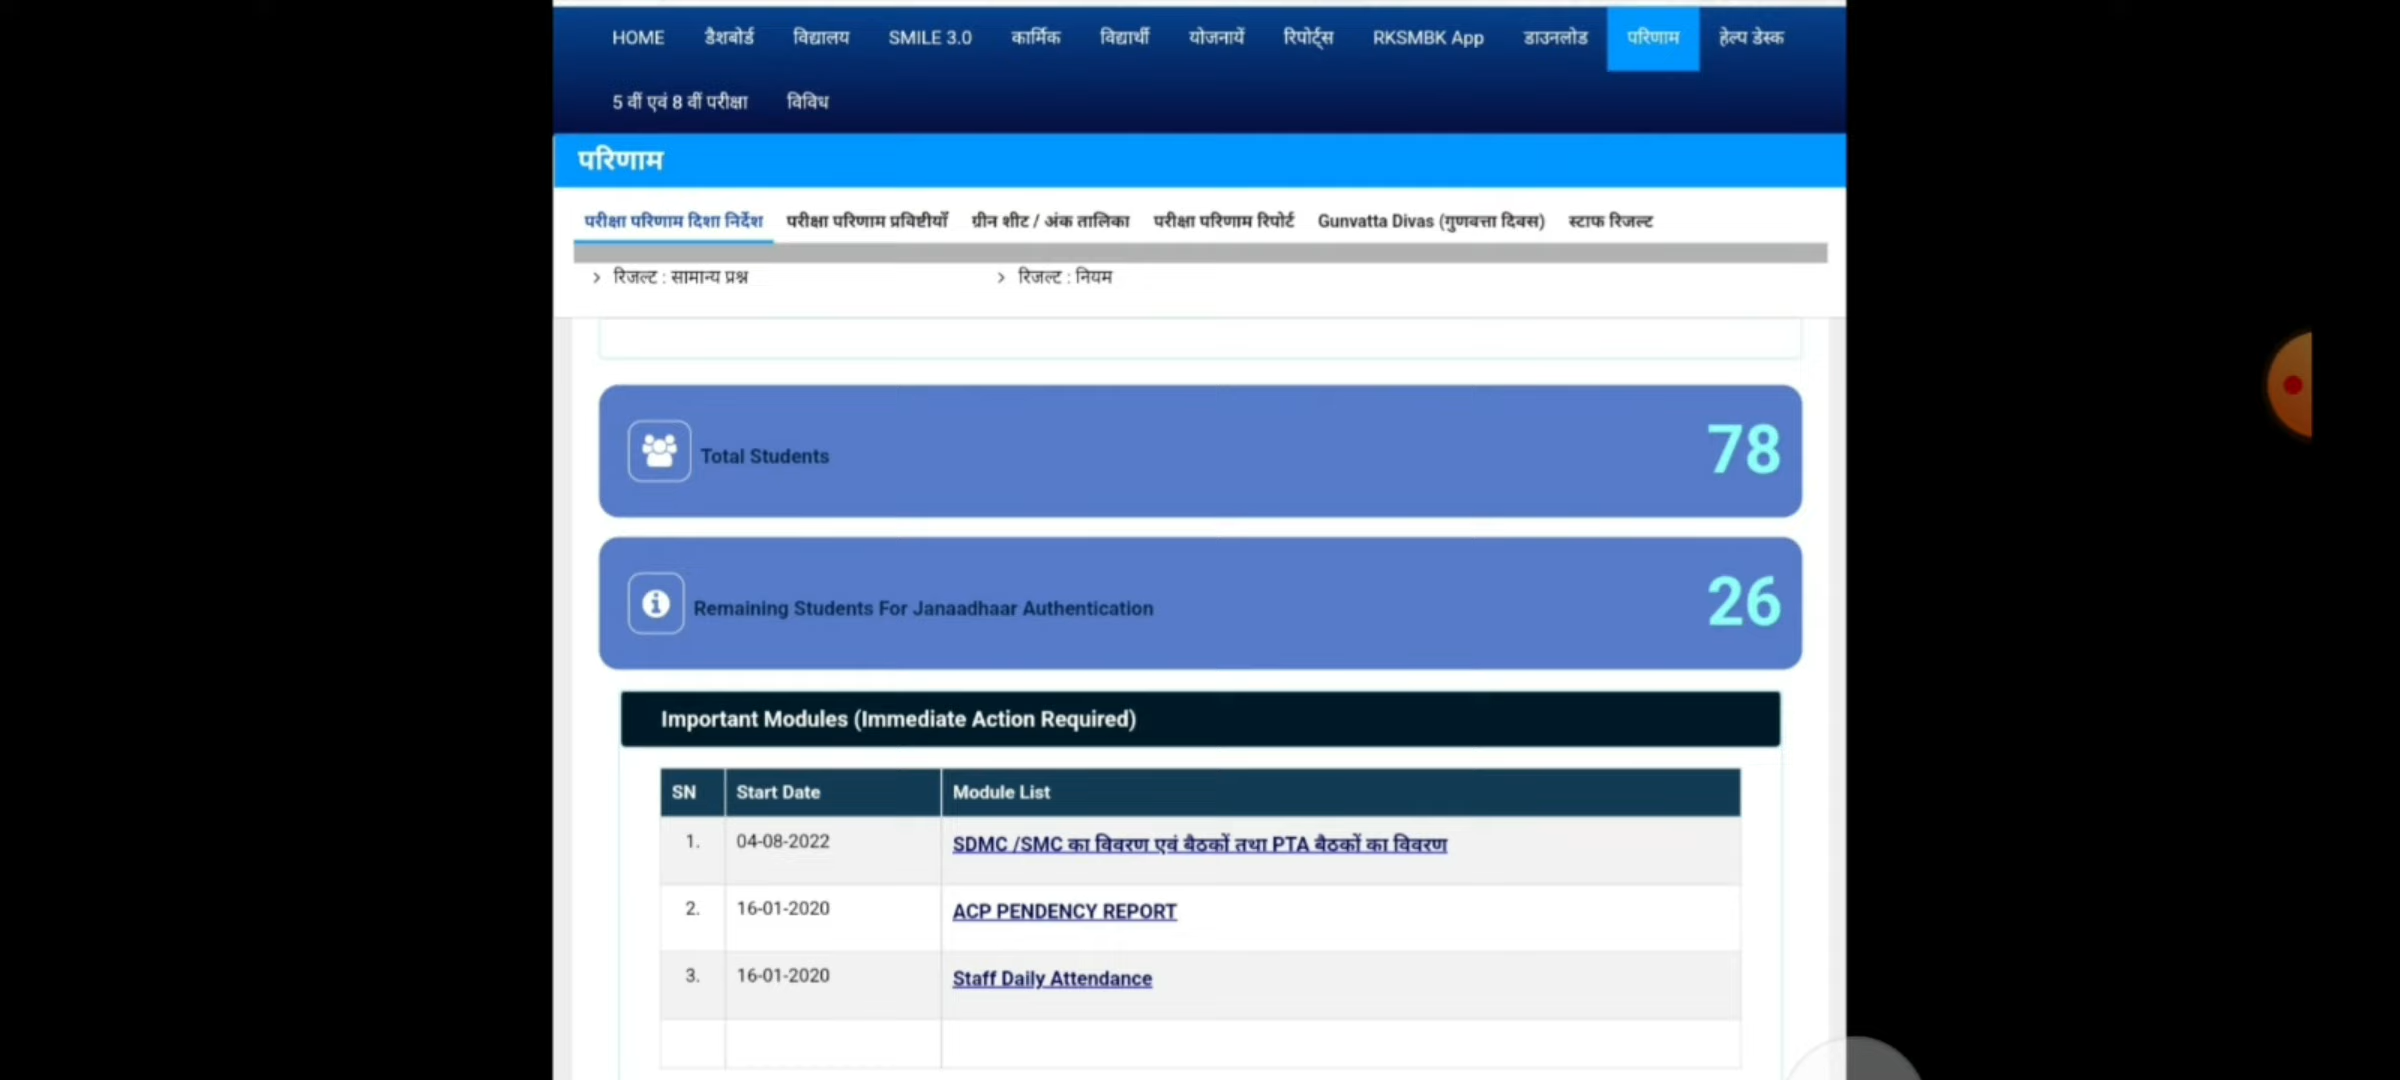 HOME डैशबोर्ड विद्यालय SMILE 3.0 कार्मिक विद्यार्थी योजनायें रिपोर्ट्स RKSMBK App डाउनलोड परिणाम हेल्प डेस्क
5 वीं एवं 8 वीं परीक्षा विविध
परिणाम
परीक्षा परिणाम दिशा निर्देश परीक्षा परिणाम प्रविष्टीयाँ ग्रीन शीट / अंक तालिका परीक्षा परिणाम रिपोर्ट Gunvatta Divas (गुणवत्ता दिवस) स्टाफ रिजल्ट
> रिजल्ट : सामान्य प्रश्न > रिजल्ट : नियम
Total Students 78
Remaining Students For Janaadhaar Authentication 26
Important Modules (Immediate Action Required)
SN Start Date Module List
1. 04-08-2022 SDMC /SMC का विवरण एवं बैठकों तथा PTA बैठकों का विवरण
2. 16-01-2020 ACP PENDENCY REPORT
3. 16-01-2020 Staff Daily Attendance